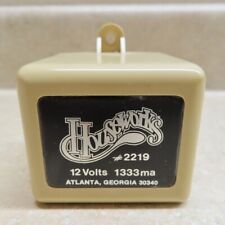 Houseworks
#2219
12 Volts 1333ma
ATLANTA, GEORGIA 30340